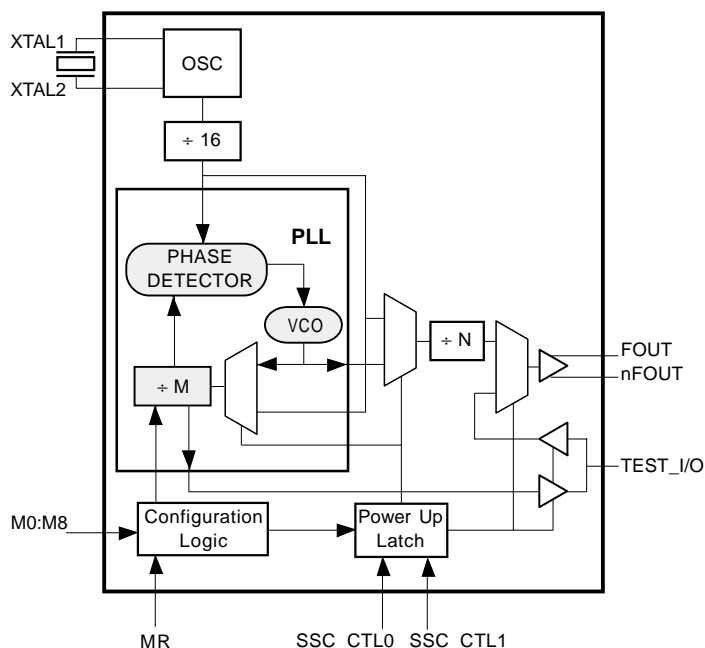 XTAL1
XTAL2
OSC
÷ 16
PLL
PHASE
DETECTOR
VCO
÷ M
÷ N
FOUT
nFOUT
TEST_I/O
M0:M8
Configuration
Logic
Power Up
Latch
MR
SSC CTL0
SSC CTL1